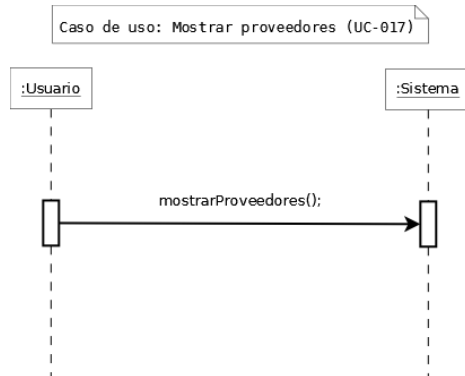 Caso de uso: Mostrar proveedores (UC-017)
:Usuario
:Sistema
mostrarProveedores();